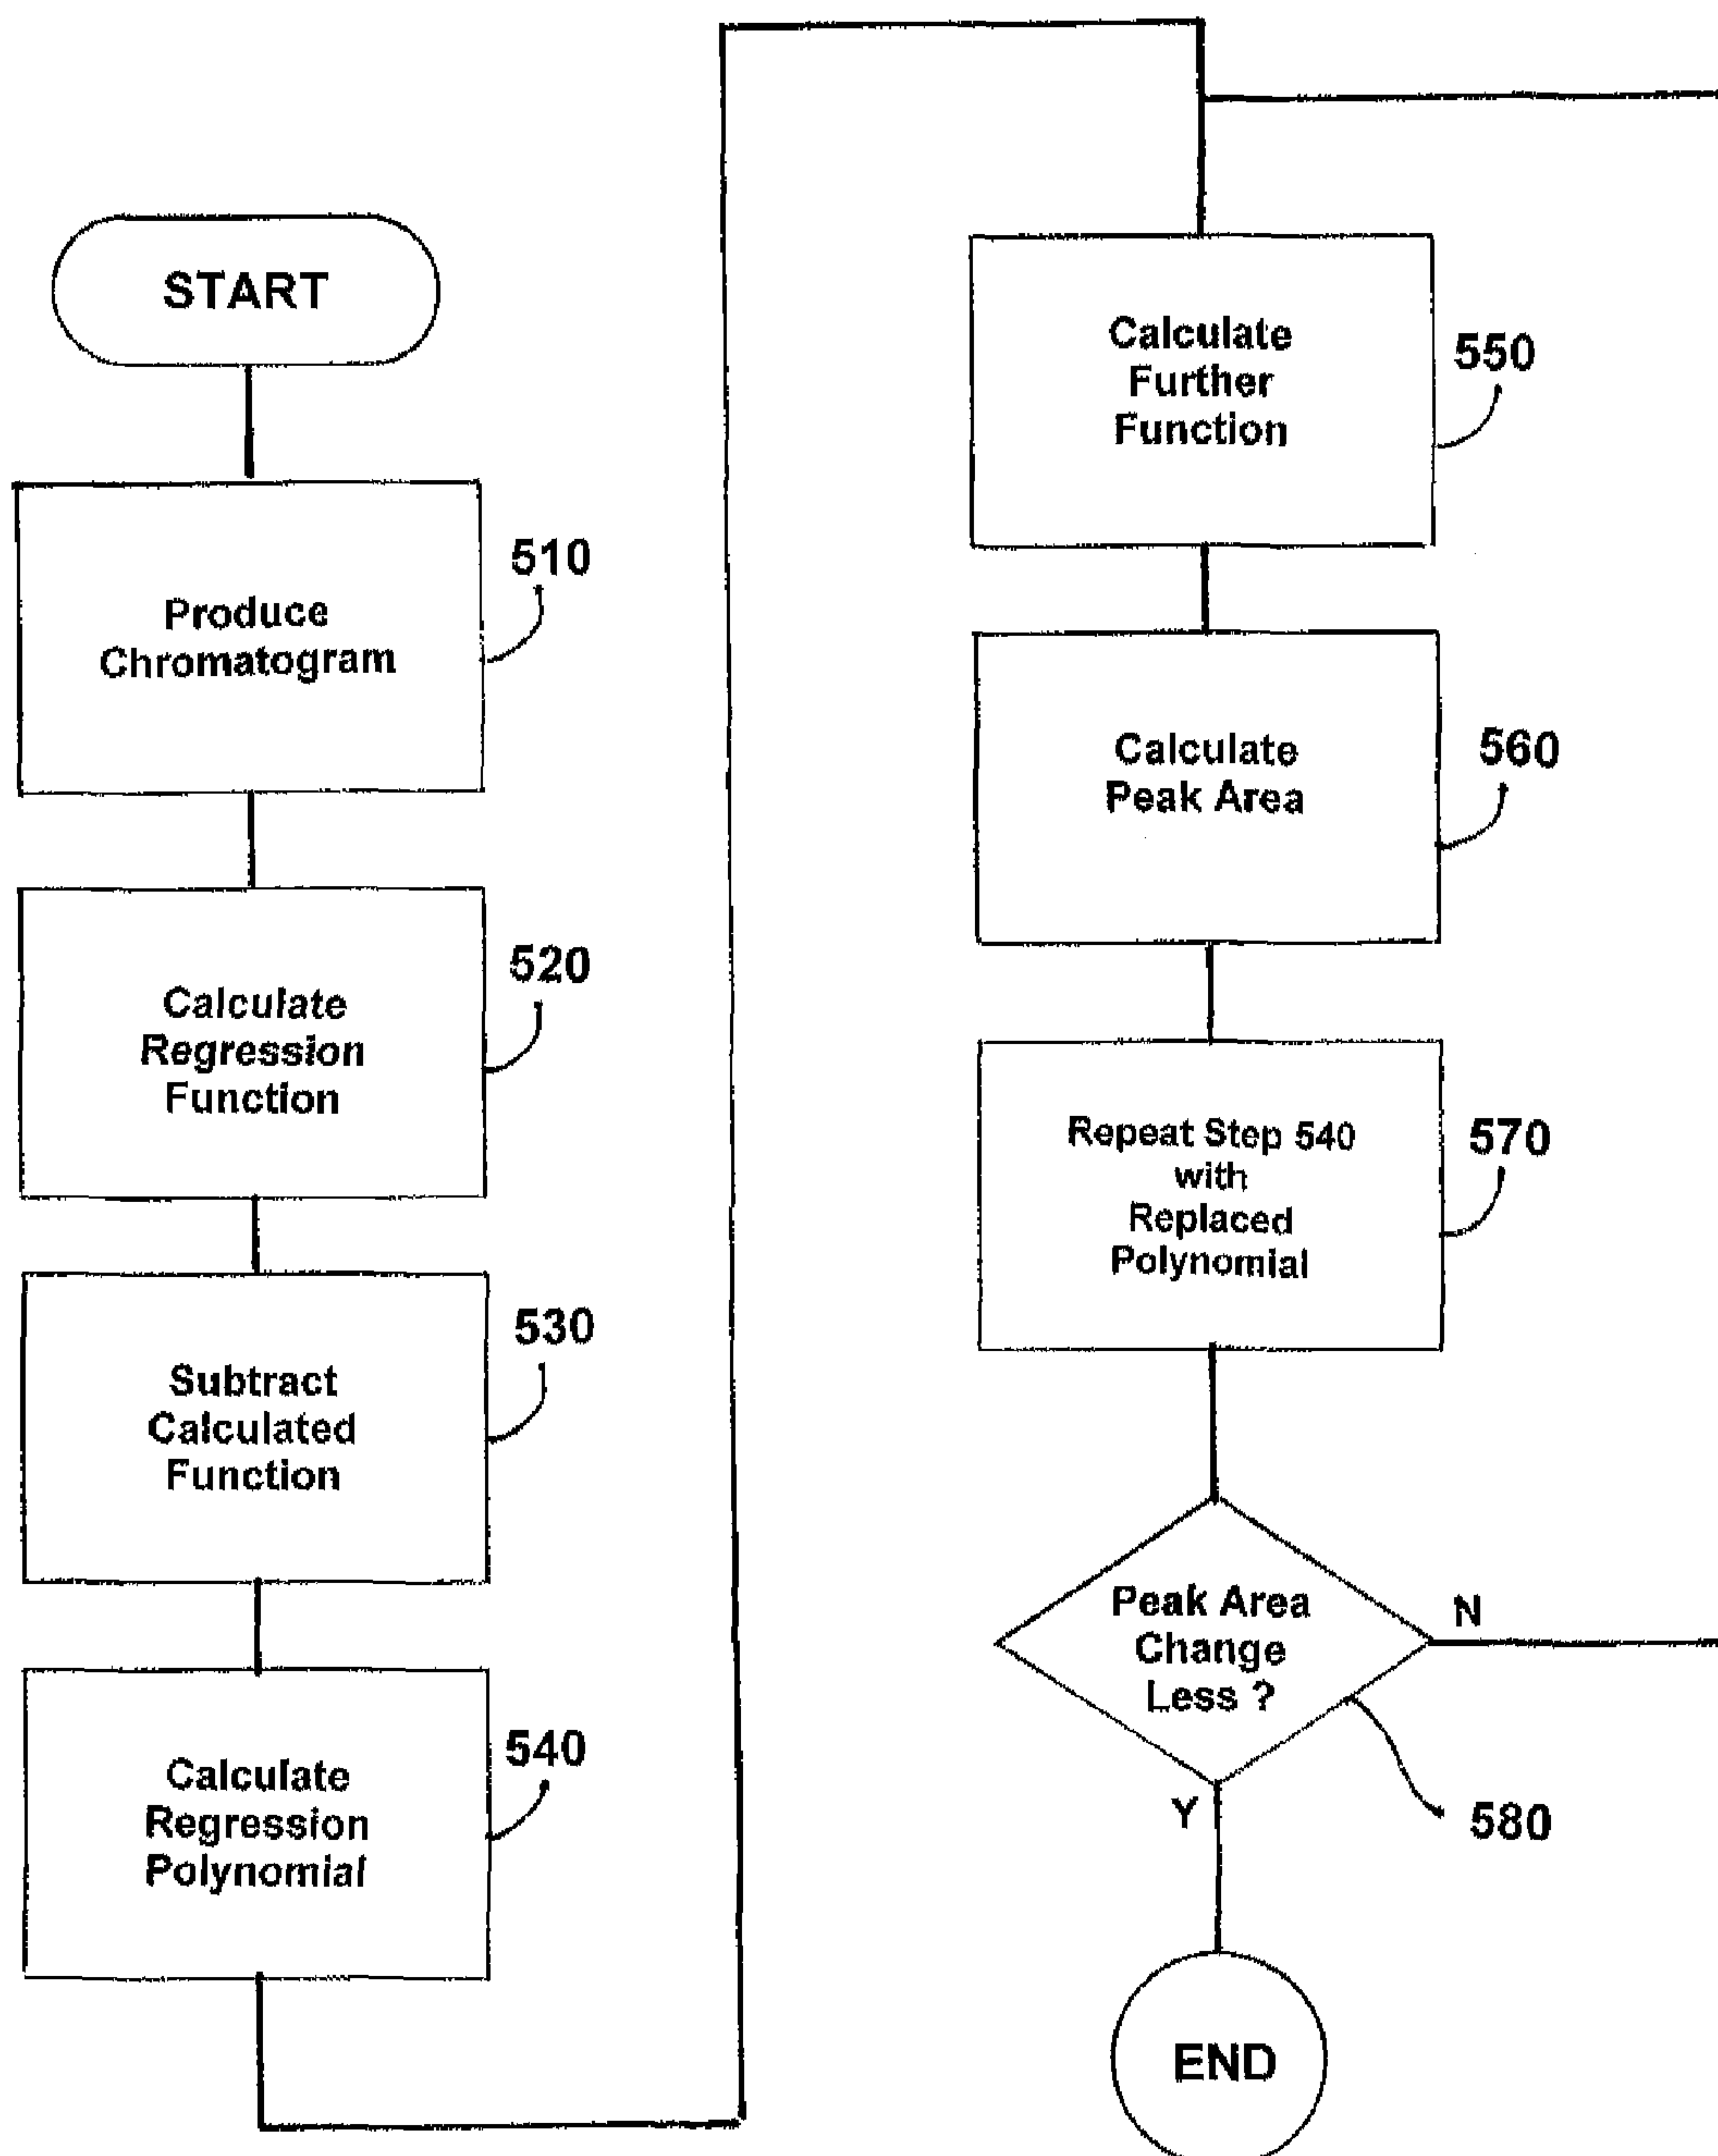 START
Produce
Chromatogram
510
Calculate
Regression
Function
520
Subtract
Calculated
Function
530
Calculate
Regression
Polynomial
540
Calculate
Further
Function
550
Calculate
Peak Area
560
Repeat Step 540
with
Replaced
Polynomial
570
Peak Area
Change
Less ?
N
Y
580
END